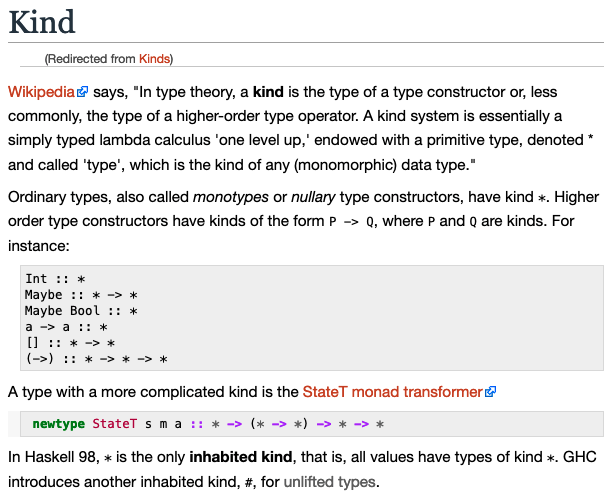 Kind
(Redirected from Kinds)
Wikipedia says, "In type theory, a kind is the type of a type constructor or, less
commonly, the type of a higher-order type operator. A kind system is essentially a
simply typed lambda calculus 'one level up,' endowed with a primitive type, denoted *
and called 'type', which is the kind of any (monomorphic) data type."
Ordinary types, also called monotypes or nullary type constructors, have kind *. Higher
order type constructors have kinds of the form P -> Q, where P and Q are kinds. For
instance:
Int :: *
Maybe :: * -> *
Maybe Bool :: *
a -> a :: *
[] :: * -> *
(->) :: * -> * -> *
A type with a more complicated kind is the StateT monad transformer
newtype StateT s m a :: * -> (* -> *) -> * -> *
In Haskell 98, * is the only inhabited kind, that is, all values have types of kind *. GHC
introduces another inhabited kind, #, for unlifted types.